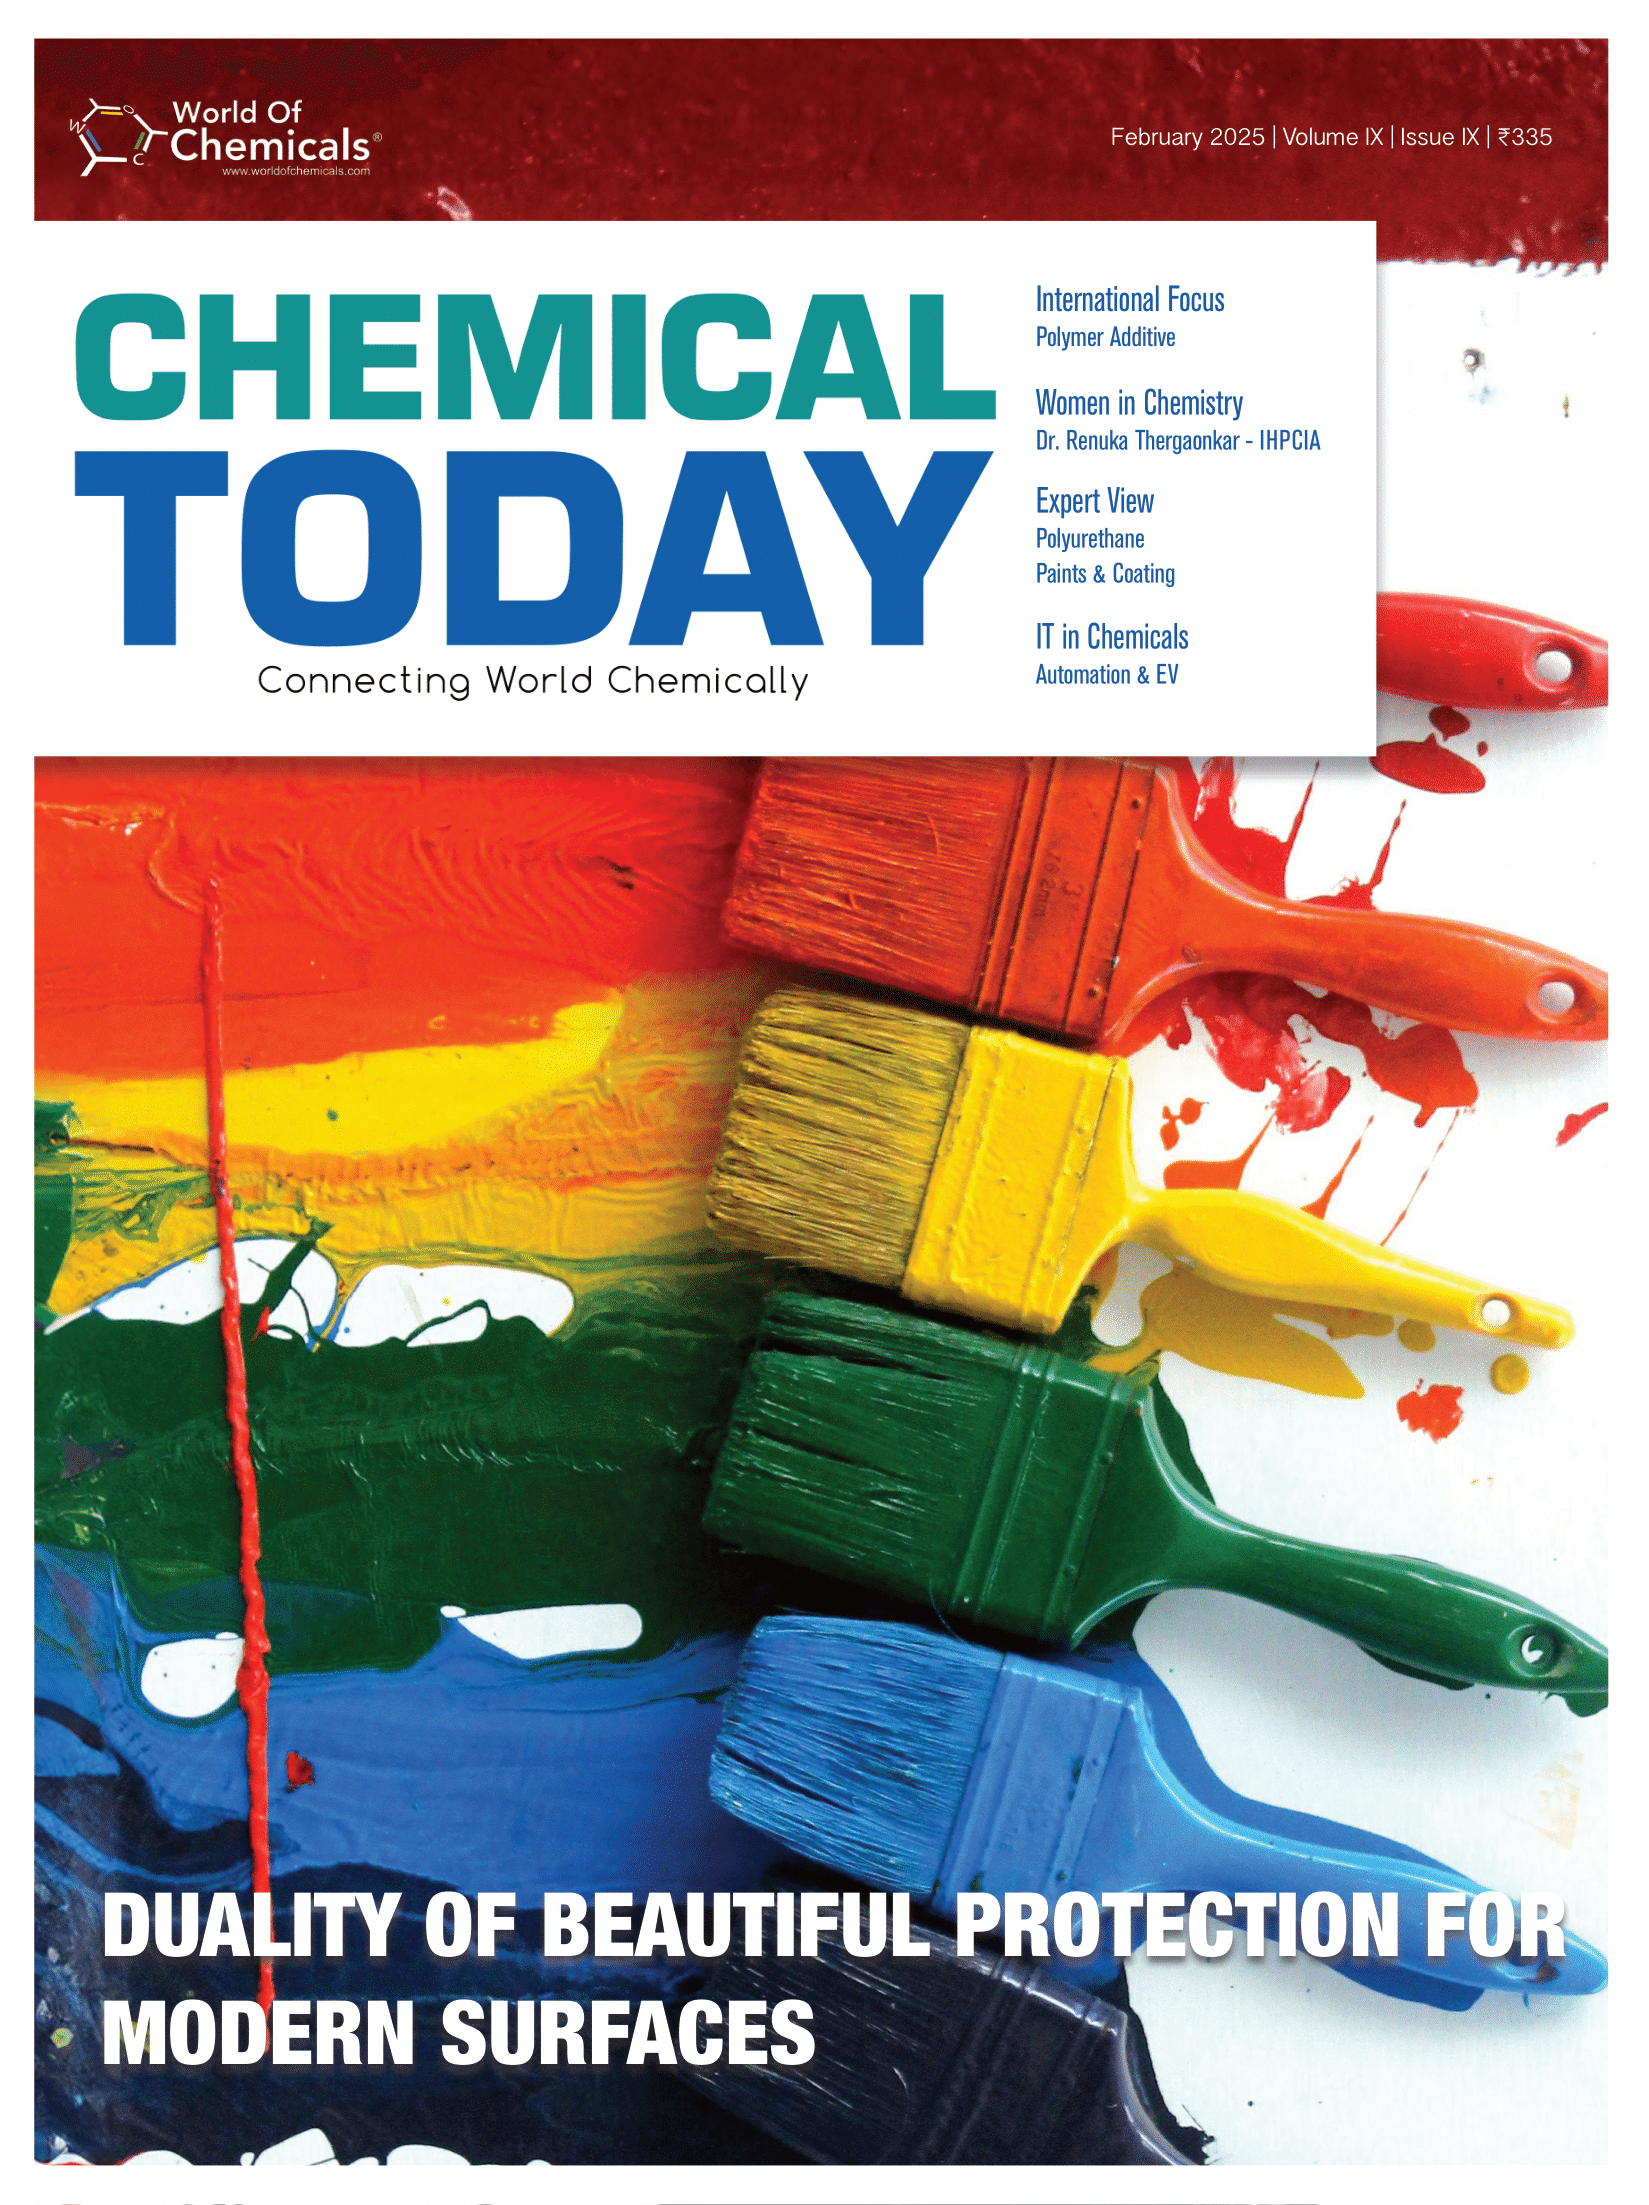 World Of
Chemicals®
www.worldofchemicals.com
February 2025 | Volume IX | Issue IX | ₹335
CHEMICAL
TODAY
Connecting World Chemically
International Focus
Polymer Additive
Women in Chemistry
Dr. Renuka Thergaonkar - IHPCIA
Expert View
Polyurethane
Paints & Coating
IT in Chemicals
Automation & EV
DUALITY OF BEAUTIFUL PROTECTION FOR
MODERN SURFACES